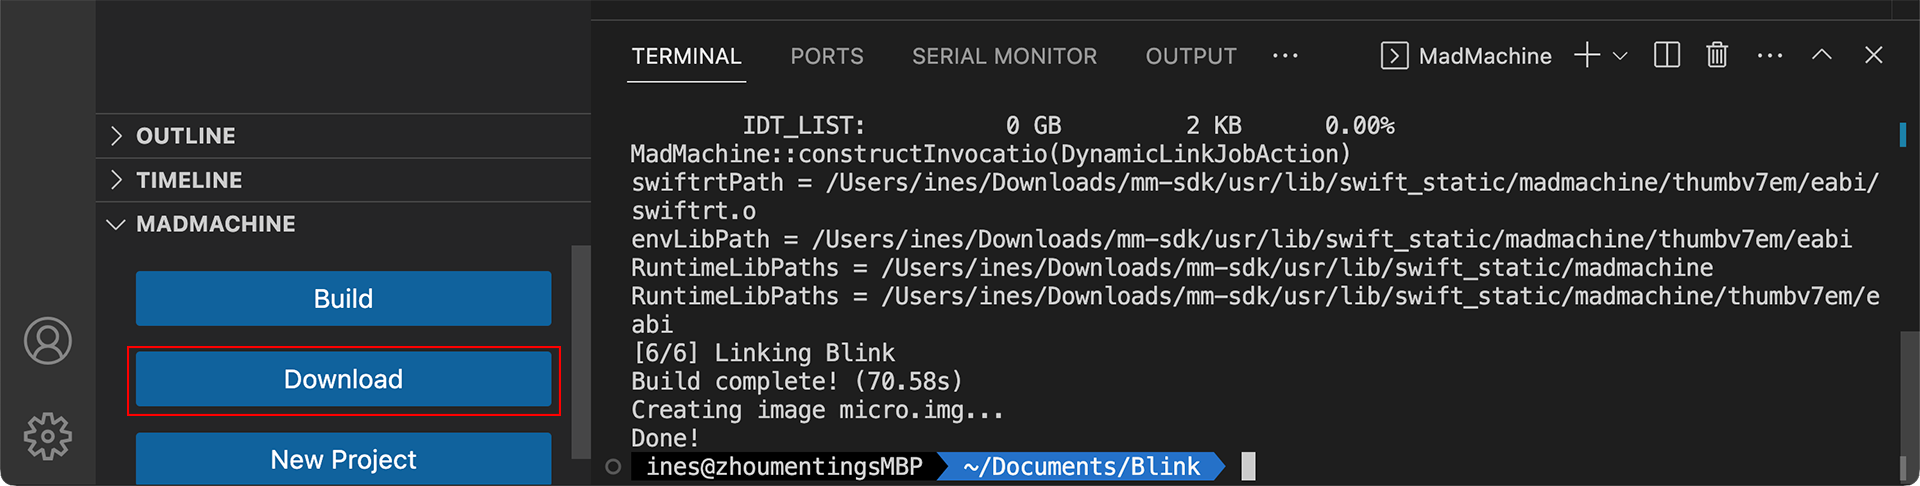 OUTLINE
TIMELINE
MADMACHINE
Build
Download
New Project
TERMINAL PORTS SERIAL MONITOR OUTPUT ··· MadMachine
IDT_LIST: 0 GB 2 KB 0.00%
MadMachine::constructInvocatio(DynamicLinkJobAction)
swiftrtPath = /Users/ines/Downloads/mm-sdk/usr/lib/swift_static/madmachine/thumbv7em/eabi/
swiftrt.o
envLibPath = /Users/ines/Downloads/mm-sdk/usr/lib/swift_static/madmachine/thumbv7em/eabi
RuntimeLibPaths = /Users/ines/Downloads/mm-sdk/usr/lib/swift_static/madmachine
RuntimeLibPaths = /Users/ines/Downloads/mm-sdk/usr/lib/swift_static/madmachine/thumbv7em/e
abi
[6/6] Linking Blink
Build complete! (70.58s)
Creating image micro.img...
Done!
ines@zhoumentingsMBP ~/Documents/Blink